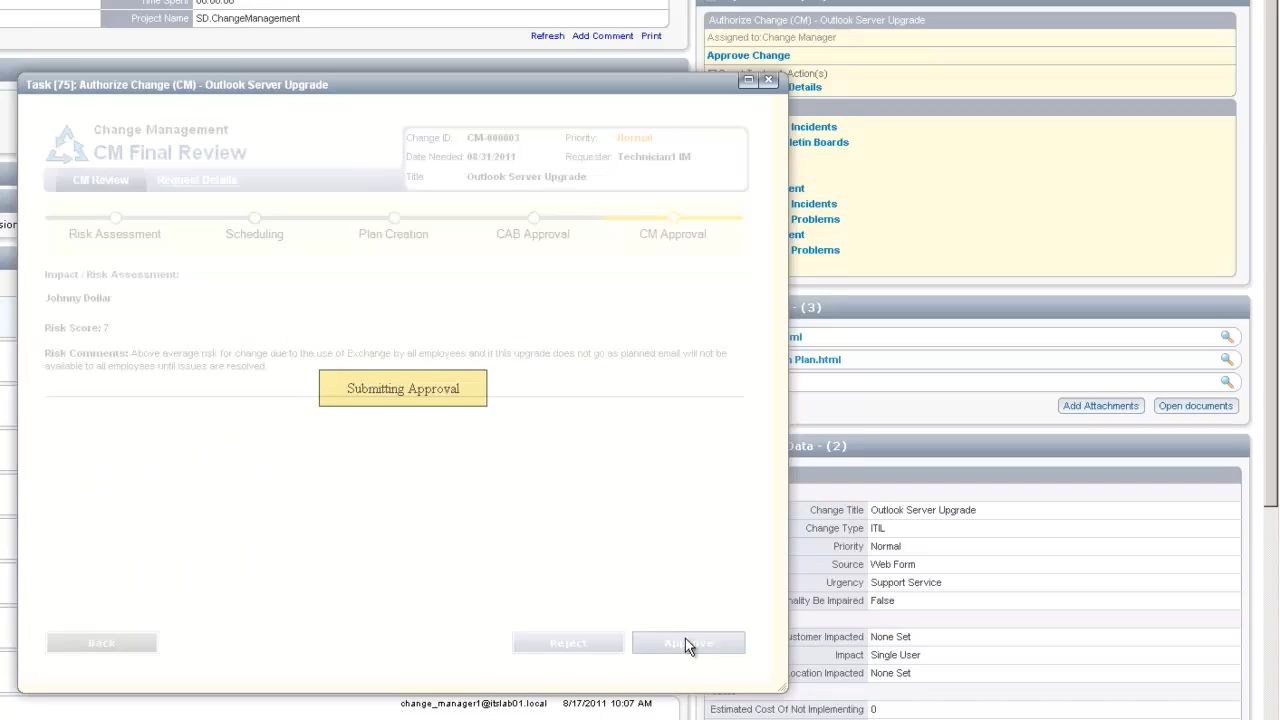 Time Spent 00:00:00
Project Name SD.ChangeManagement
Refresh Add Comment Print
Authorize Change (CM) - Outlook Server Upgrade
Assigned to:Change Manager
Approve Change
Action(s)
Details
Incidents
letin Boards
ent
Incidents
Problems
ent
Problems
Task [75]: Authorize Change (CM) - Outlook Server Upgrade
Change Management
CM Final Review
Change ID: CM-000003 Priority: Normal
Date Needed: 08/31/2011 Requester: Technician1 IM
Title Outlook Server Upgrade
CM Review Request Details
Risk Assessment Scheduling Plan Creation CAB Approval CM Approval
Impact / Risk Assessment:
Johnny Dollar
Risk Score: 7
Risk Comments: Above average risk for change due to the use of Exchange by all employees and if this upgrade does not go as planned email will not be
available to all employees until issues are resolved.
Submitting Approval
Back Reject Approve
- (3)
ml
n Plan.html
Add Attachments Open documents
Data - (2)
Change Title Outlook Server Upgrade
Change Type ITIL
Priority Normal
Source Web Form
Urgency Support Service
nality Be Impaired False
ustomer Impacted None Set
Impact Single User
Location Impacted None Set
Estimated Cost Of Not Implementing 0
change_manager1@itslab01.local 8/17/2011 10:07 AM